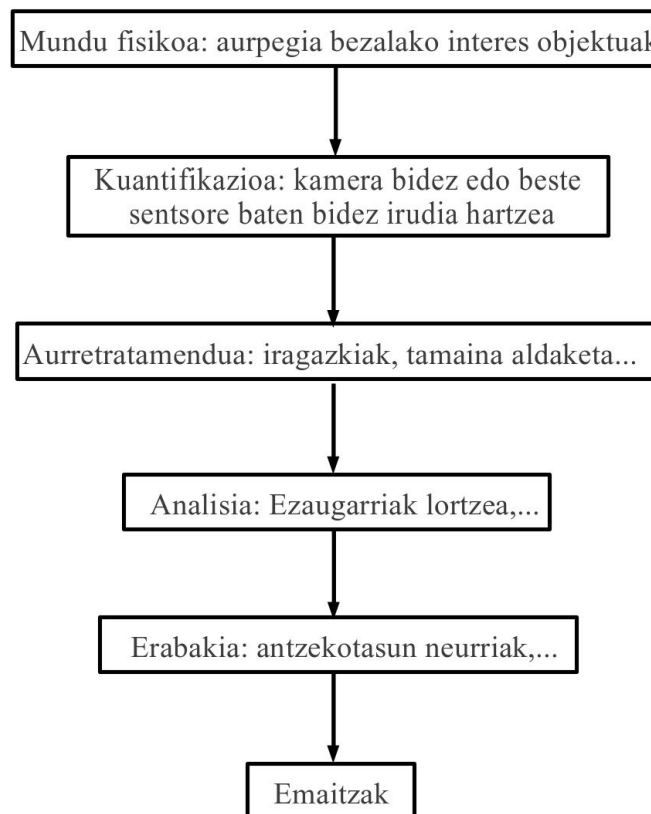 Mundu fisikoa: aurpegia bezalako interes objektuak
Kuantifikazioa: kamera bidez edo beste
sentsore baten bidez irudia hartzea
Aurretratamendua: iragazkiak, tamaina aldaketa...
Analisia: Ezaugarriak lortzea,...
Erabakia: antzekotasun neurriak,...
Emaitzak